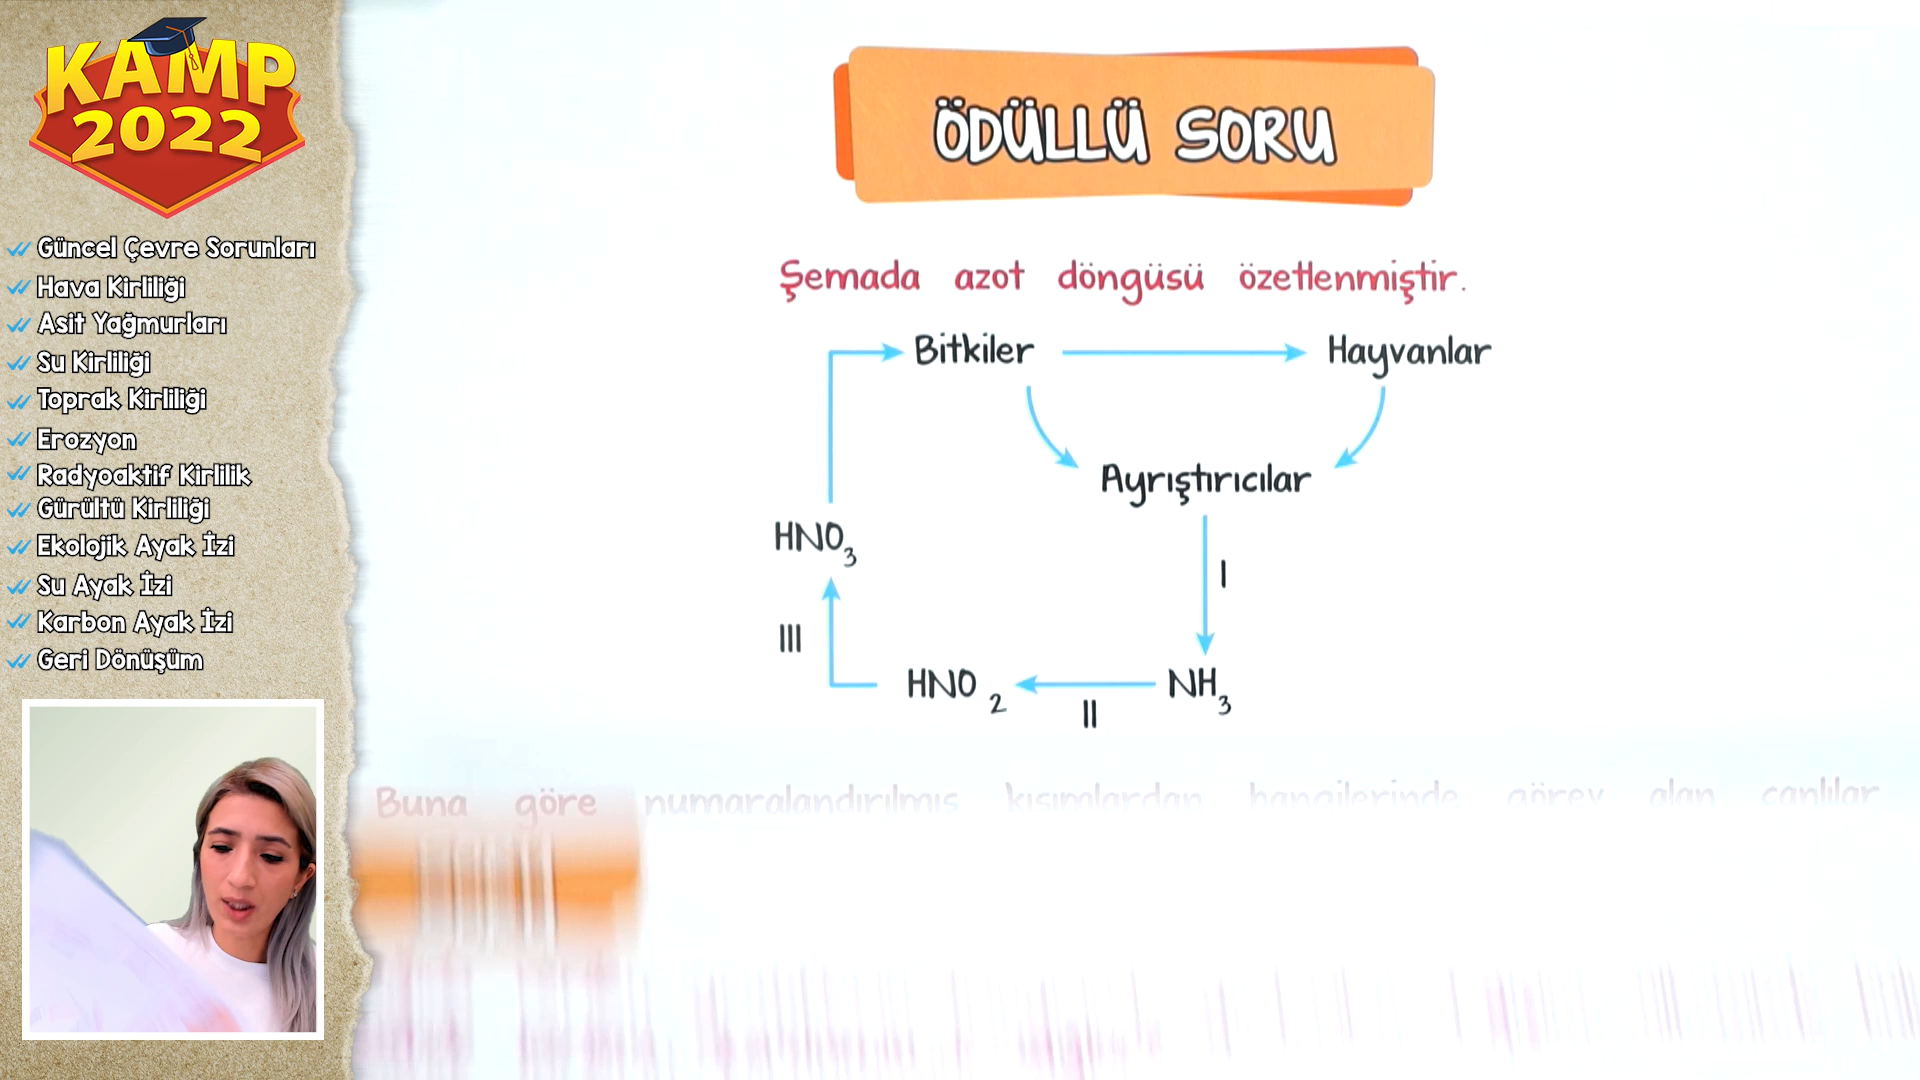 KAMP
2022
Güncel Çevre Sorunları
Hava Kirliliği
Asit Yağmurları
Su Kirliliği
Toprak Kirliliği
Erozyon
Radyoaktif Kirlilik
Gürültü Kirliliği
Ekolojik Ayak İzi
Su Ayak İzi
Karbon Ayak İzi
Geri Dönüşüm
ÖDÜLLÜ SORU
Şemada azot döngüsü özetlenmiştir.
Bitkiler Hayvanlar
Ayrıştırıcılar
HNO3
I
III
HNO2 NH3
II
Buna göre numaralandırılmış kısımlardan hangilerinde görev alan canlılar